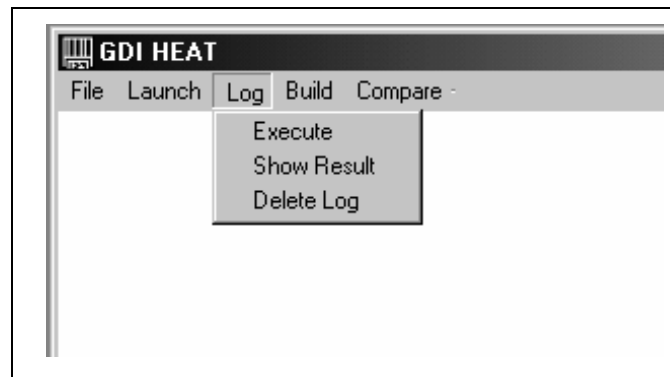 GDI HEAT
File Launch Log Build Compare
Execute
Show Result
Delete Log